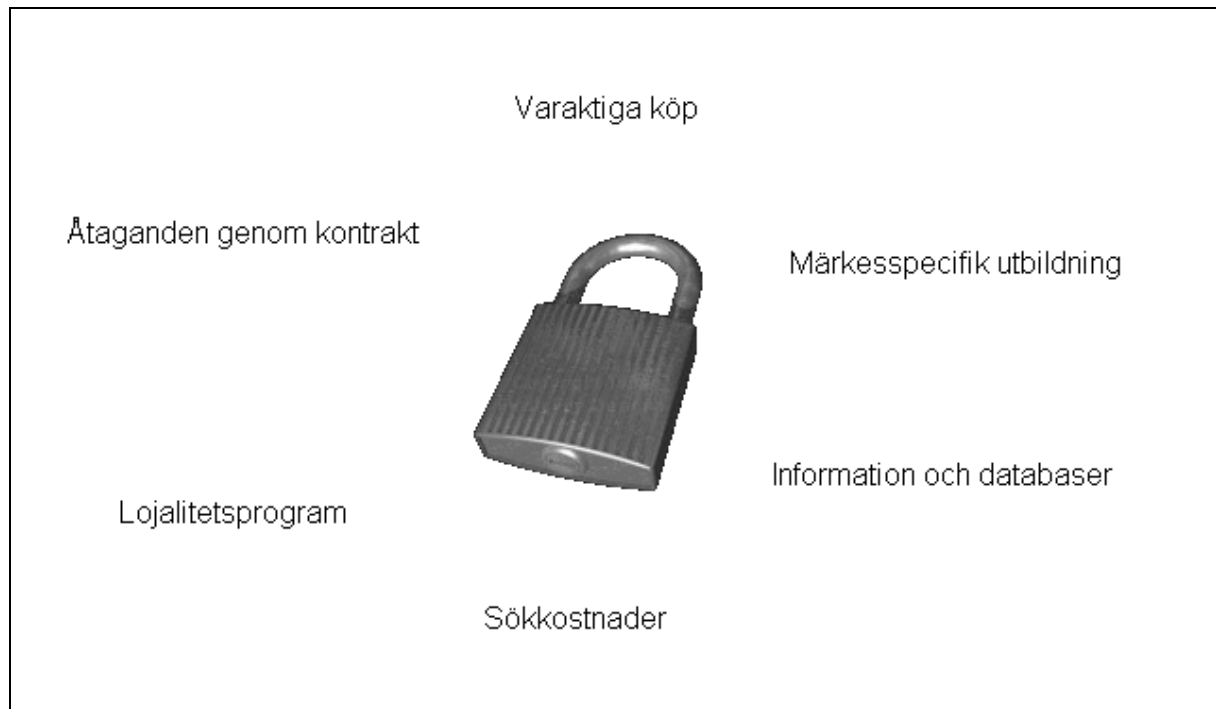 Varaktiga köp
Åtaganden genom kontrakt
Märkesspecifik utbildning
Information och databaser
Lojalitetsprogram
Sökkostnader